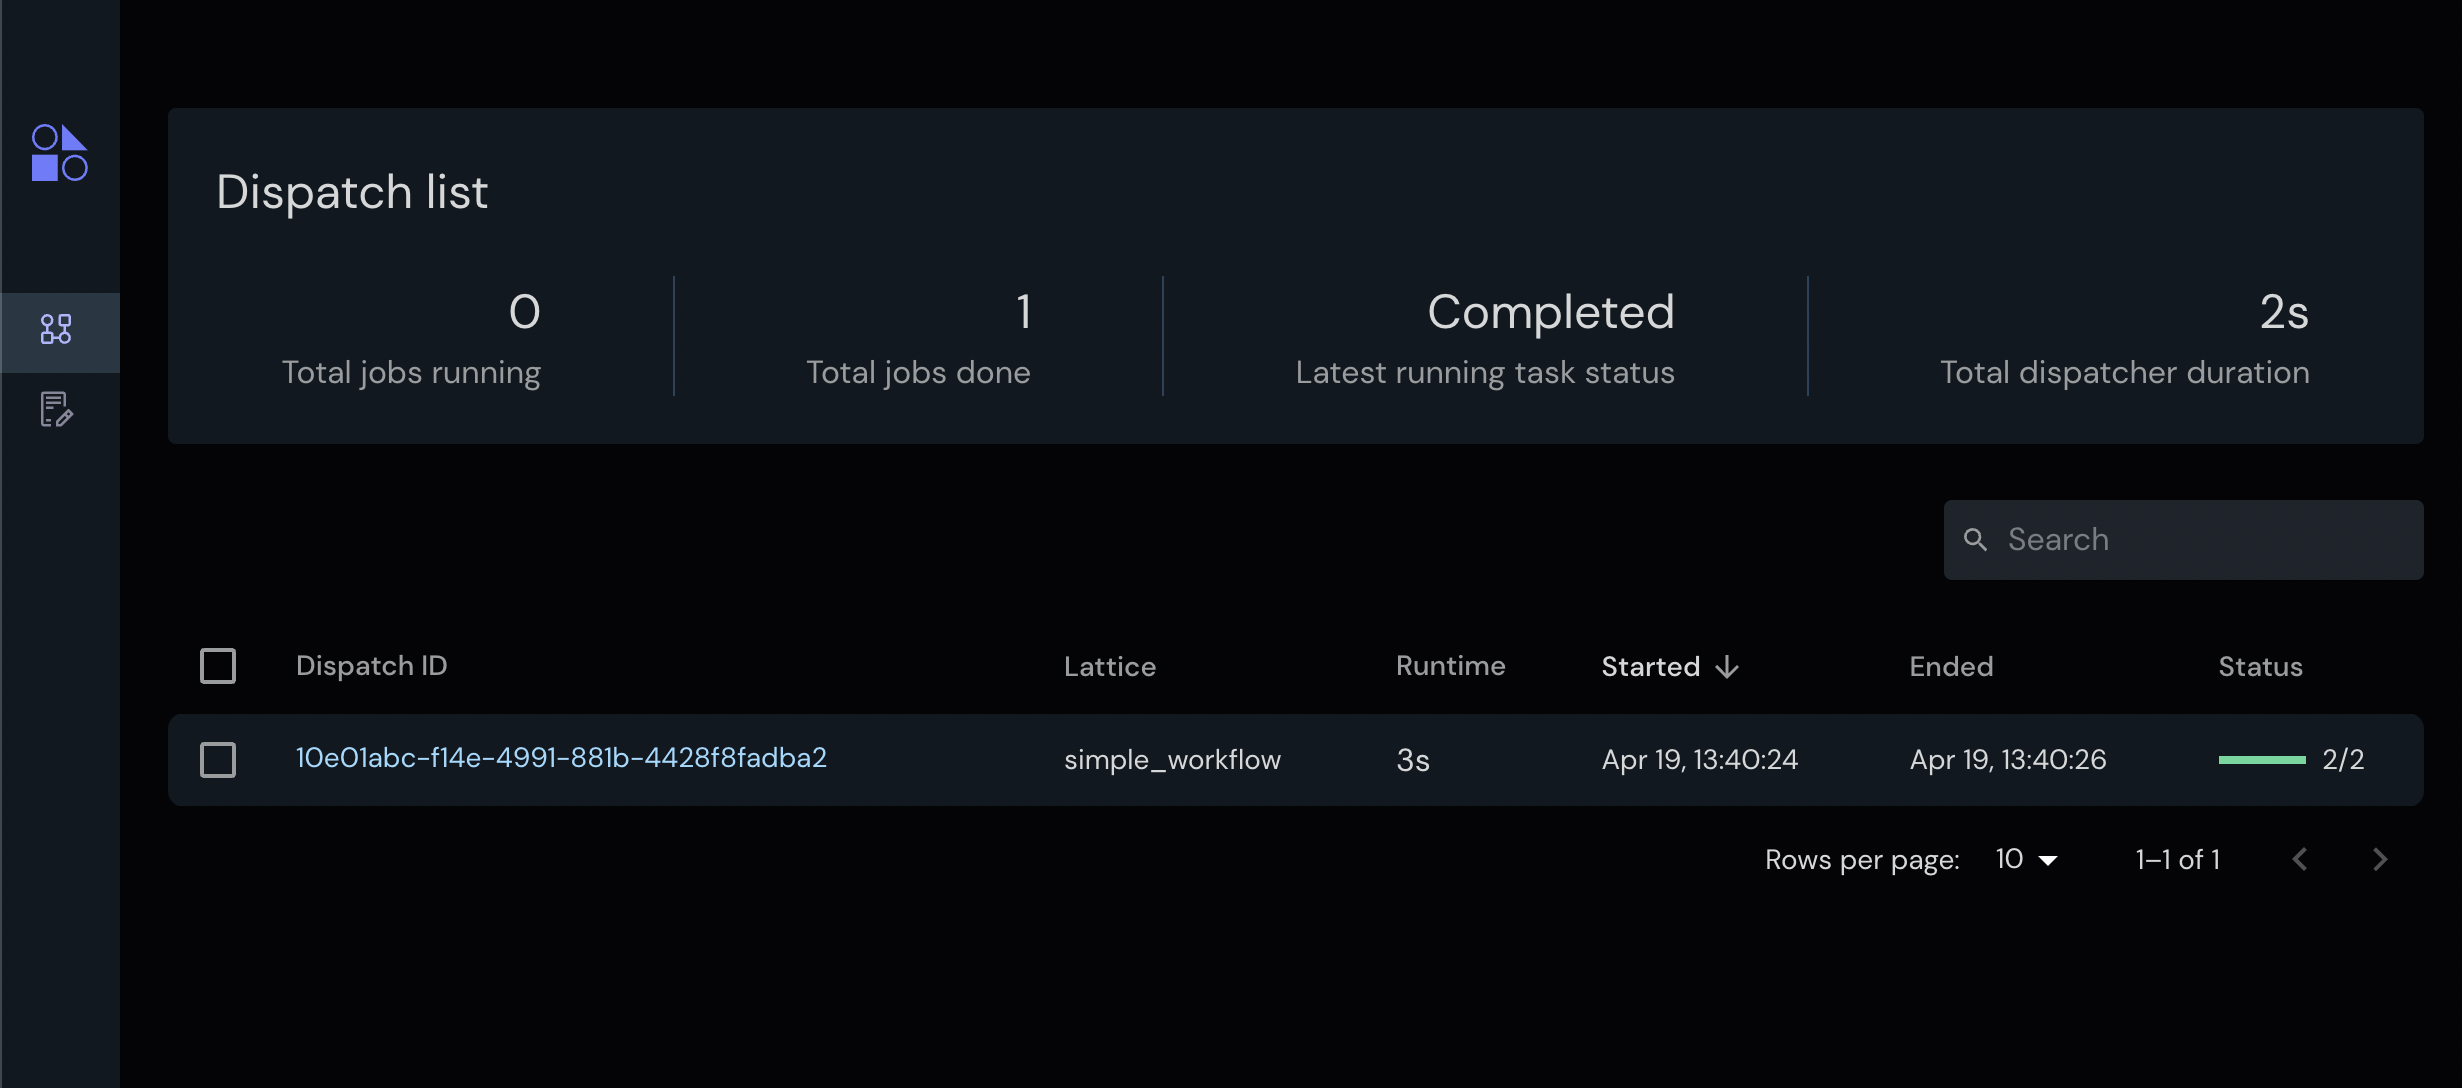 Dispatch list
0
Total jobs running
1
Total jobs done
Completed
Latest running task status
2s
Total dispatcher duration
Search
Dispatch ID Lattice Runtime Started Ended Status
10e01abc-f14e-4991-881b-4428f8fadba2 simple_workflow 3s Apr 19, 13:40:24 Apr 19, 13:40:26 2/2
Rows per page: 10 1–1 of 1